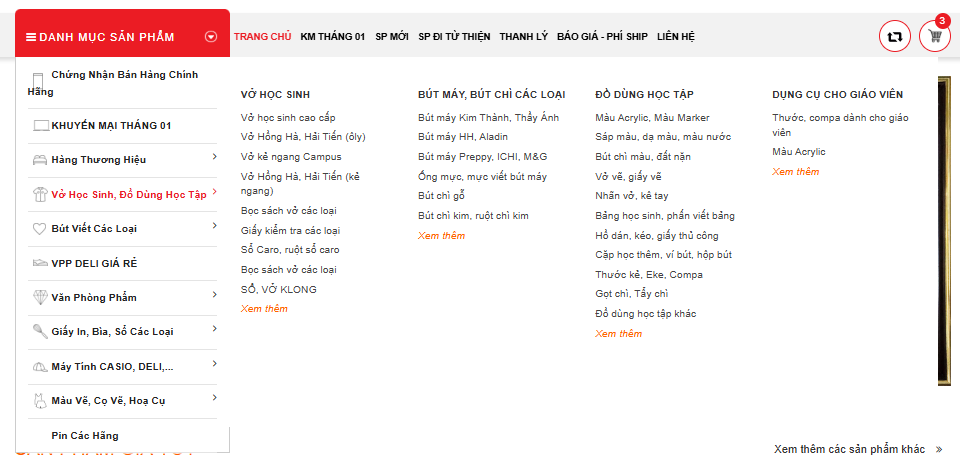 DANH MỤC SẢN PHẨM
TRANG CHỦ KM THÁNG 01 SP MỚI SP ĐI TỪ THIỆN THANH LÝ BÁO GIÁ - PHÍ SHIP LIÊN HỆ
3
Chứng Nhận Bán Hàng Chính
Hãng
KHUYẾN MẠI THÁNG 01
Hàng Thương Hiệu
Vở Học Sinh, Đồ Dùng Học Tập
Bút Viết Các Loại
VPP DELI GIÁ RẺ
Văn Phòng Phẩm
Giấy In, Bìa, Sổ Các Loại
Máy Tính CASIO, DELI,...
Màu Vẽ, Cọ Vẽ, Hoạ Cụ
Pin Các Hãng
VỞ HỌC SINH
Vở học sinh cao cấp
Vở Hồng Hà, Hải Tiến (ôly)
Vở kẻ ngang Campus
Vở Hồng Hà, Hải Tiến (kẻ
ngang)
Bọc sách vở các loại
Giấy kiểm tra các loại
Sổ Caro, ruột sổ caro
Bọc sách vở các loại
SỔ, VỞ KLONG
Xem thêm
BÚT MÁY, BÚT CHÌ CÁC LOẠI
Bút máy Kim Thành, Thầy Ánh
Bút máy HH, Aladin
Bút máy Preppy, ICHI, M&G
Ống mực, mực viết bút máy
Bút chì gỗ
Bút chì kim, ruột chì kim
Xem thêm
ĐỒ DÙNG HỌC TẬP
Màu Acrylic, Màu Marker
Sáp màu, dạ màu, màu nước
Bút chì màu, đất nặn
Vở vẽ, giấy vẽ
Nhãn vở, kê tay
Bảng học sinh, phấn viết bảng
Hồ dán, kéo, giấy thủ công
Cặp học thêm, ví bút, hộp bút
Thước kẻ, Eke, Compa
Gọt chì, Tẩy chì
Đồ dùng học tập khác
Xem thêm
DỤNG CỤ CHO GIÁO VIÊN
Thước, compa dành cho giáo
viên
Màu Acrylic
Xem thêm
Xem thêm các sản phẩm khác »